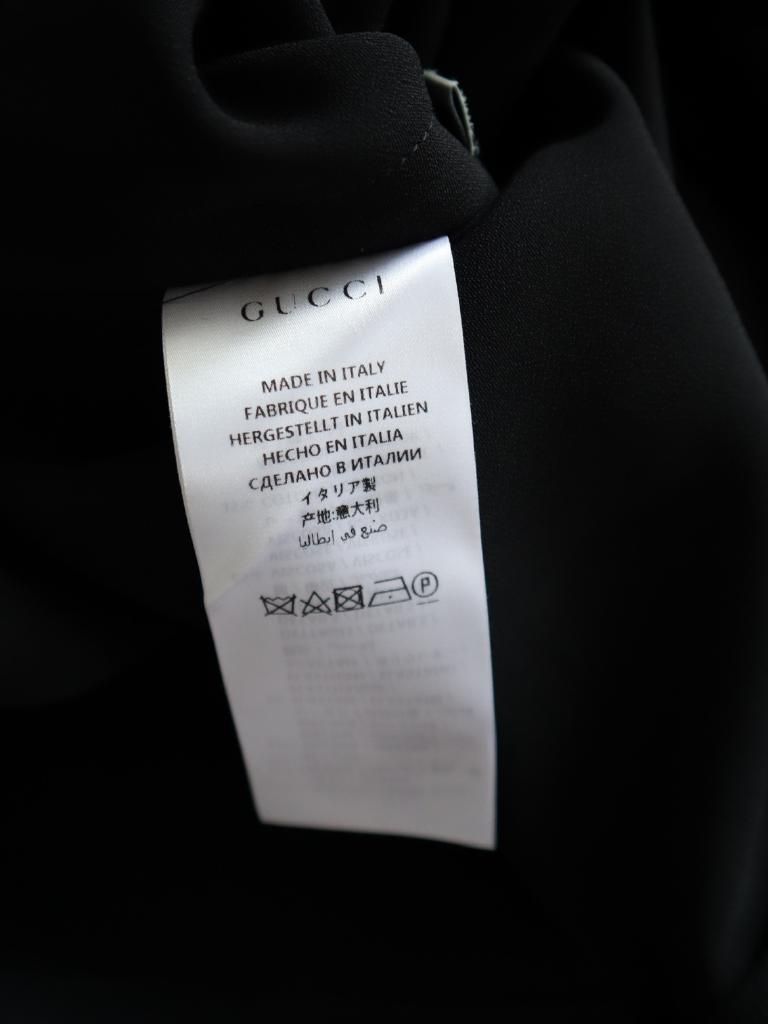 GUCCI
MADE IN ITALY
FABRIQUE EN ITALIE
HERGESTELLT IN ITALIEN
HECHO EN ITALIA
СДЕЛАНО В ИТАЛИИ
イタリア製
产地:意大利
صنع في إيطاليا
P